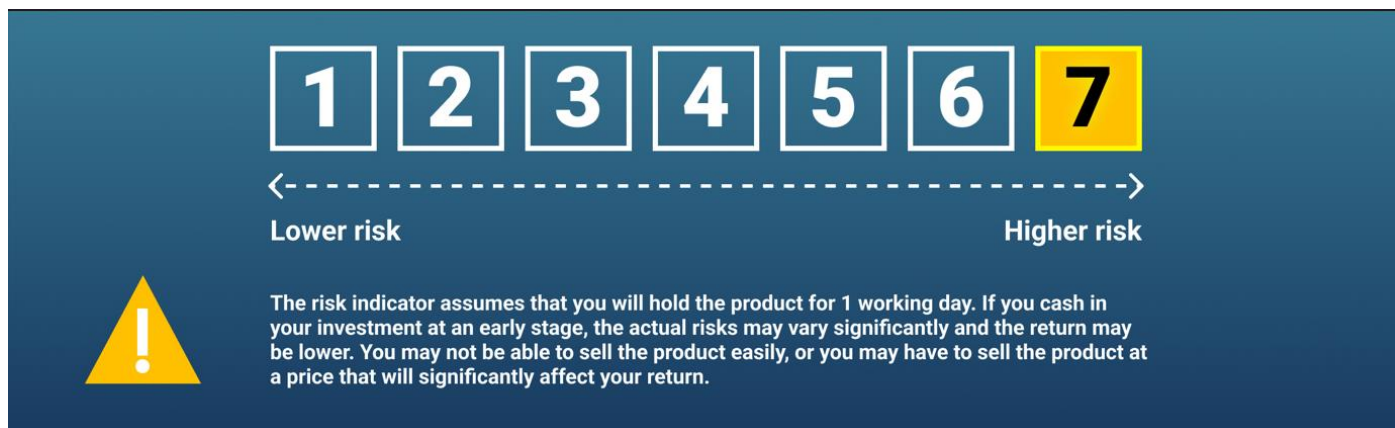 1 2 3 4 5 6 7
Lower risk Higher risk
!
The risk indicator assumes that you will hold the product for 1 working day. If you cash in
your investment at an early stage, the actual risks may vary significantly and the return may
be lower. You may not be able to sell the product easily, or you may have to sell the product at
a price that will significantly affect your return.